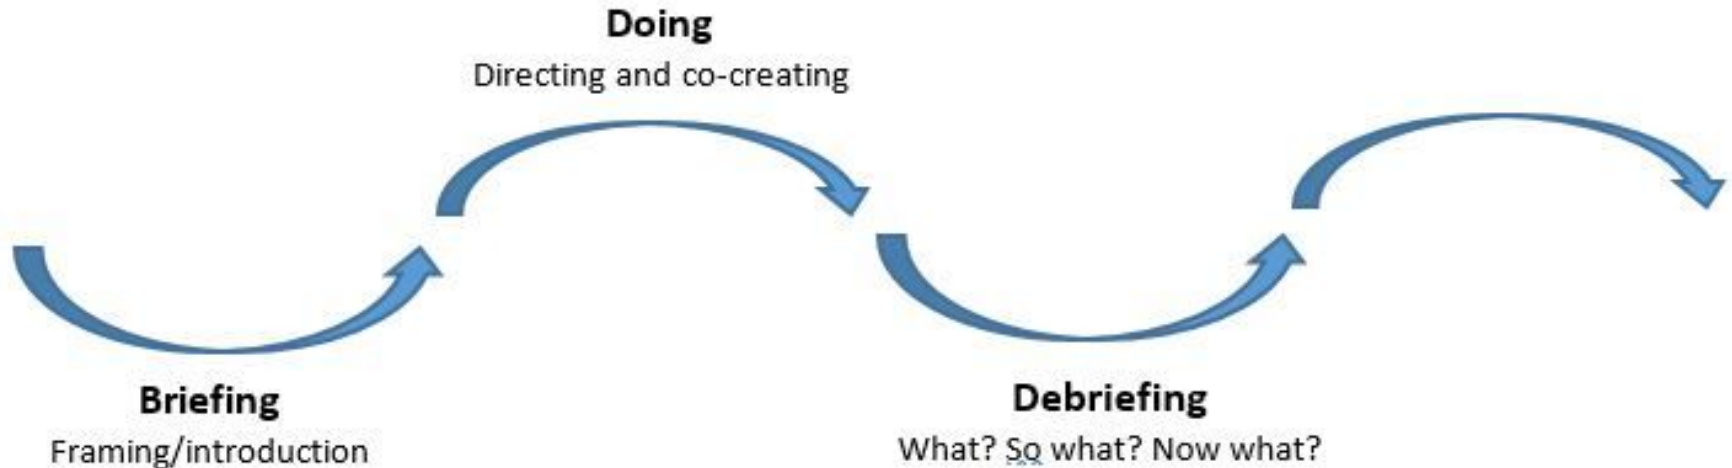 Doing
Directing and co-creating
Briefing
Framing/introduction
Debriefing
What? So what? Now what?